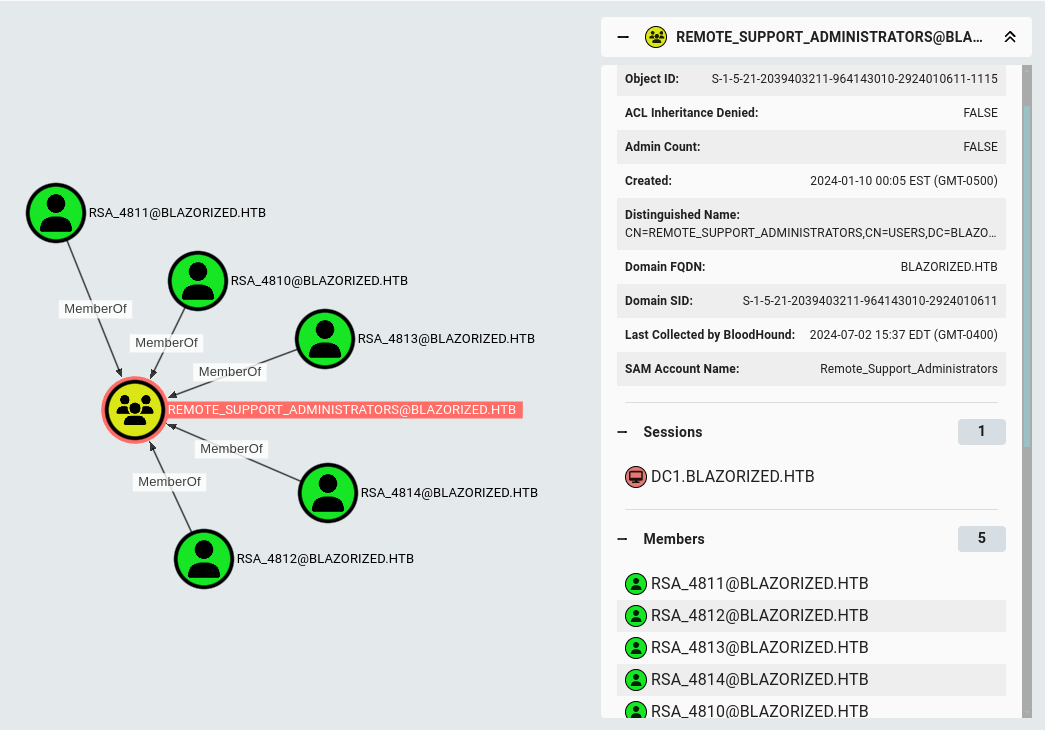 RSA_4811@BLAZORIZED.HTB
RSA_4810@BLAZORIZED.HTB
MemberOf
MemberOf
RSA_4813@BLAZORIZED.HTB
MemberOf
REMOTE_SUPPORT_ADMINISTRATORS@BLAZORIZED.HTB
MemberOf
MemberOf
RSA_4814@BLAZORIZED.HTB
RSA_4812@BLAZORIZED.HTB
REMOTE_SUPPORT_ADMINISTRATORS@BLA...
Object ID: S-1-5-21-2039403211-964143010-2924010611-1115
ACL Inheritance Denied: FALSE
Admin Count: FALSE
Created: 2024-01-10 00:05 EST (GMT-0500)
Distinguished Name:
CN=REMOTE_SUPPORT_ADMINISTRATORS,CN=USERS,DC=BLAZO...
Domain FQDN: BLAZORIZED.HTB
Domain SID: S-1-5-21-2039403211-964143010-2924010611
Last Collected by BloodHound: 2024-07-02 15:37 EDT (GMT-0400)
SAM Account Name: Remote_Support_Administrators
Sessions 1
DC1.BLAZORIZED.HTB
Members 5
RSA_4811@BLAZORIZED.HTB
RSA_4812@BLAZORIZED.HTB
RSA_4813@BLAZORIZED.HTB
RSA_4814@BLAZORIZED.HTB
RSA_4810@BLAZORIZED.HTB